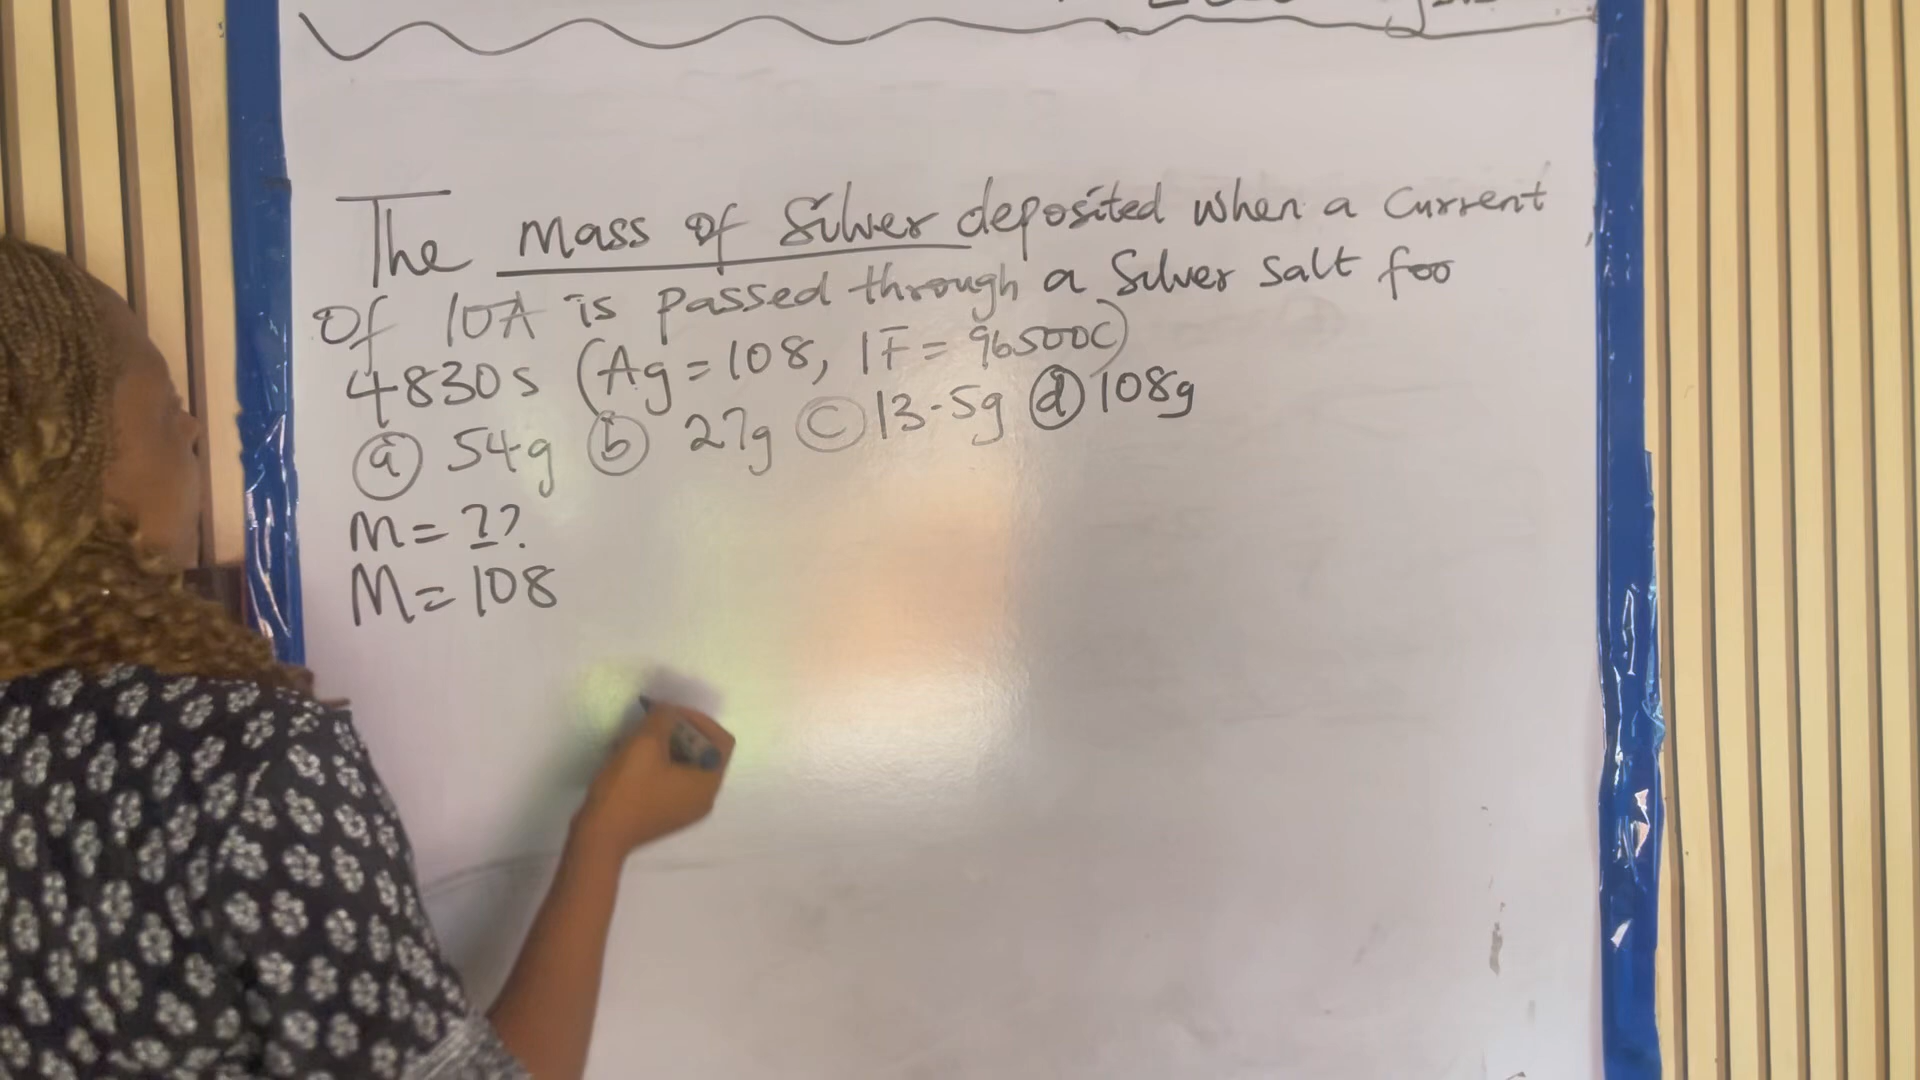 The mass of Silver deposited when a current
Of 10A is passed through a Silver salt foo
4830s (Ag = 108, 1F = 96500C)
(a) 54g (b) 27g (c) 13.5g (d) 108g
m = ??
M = 108